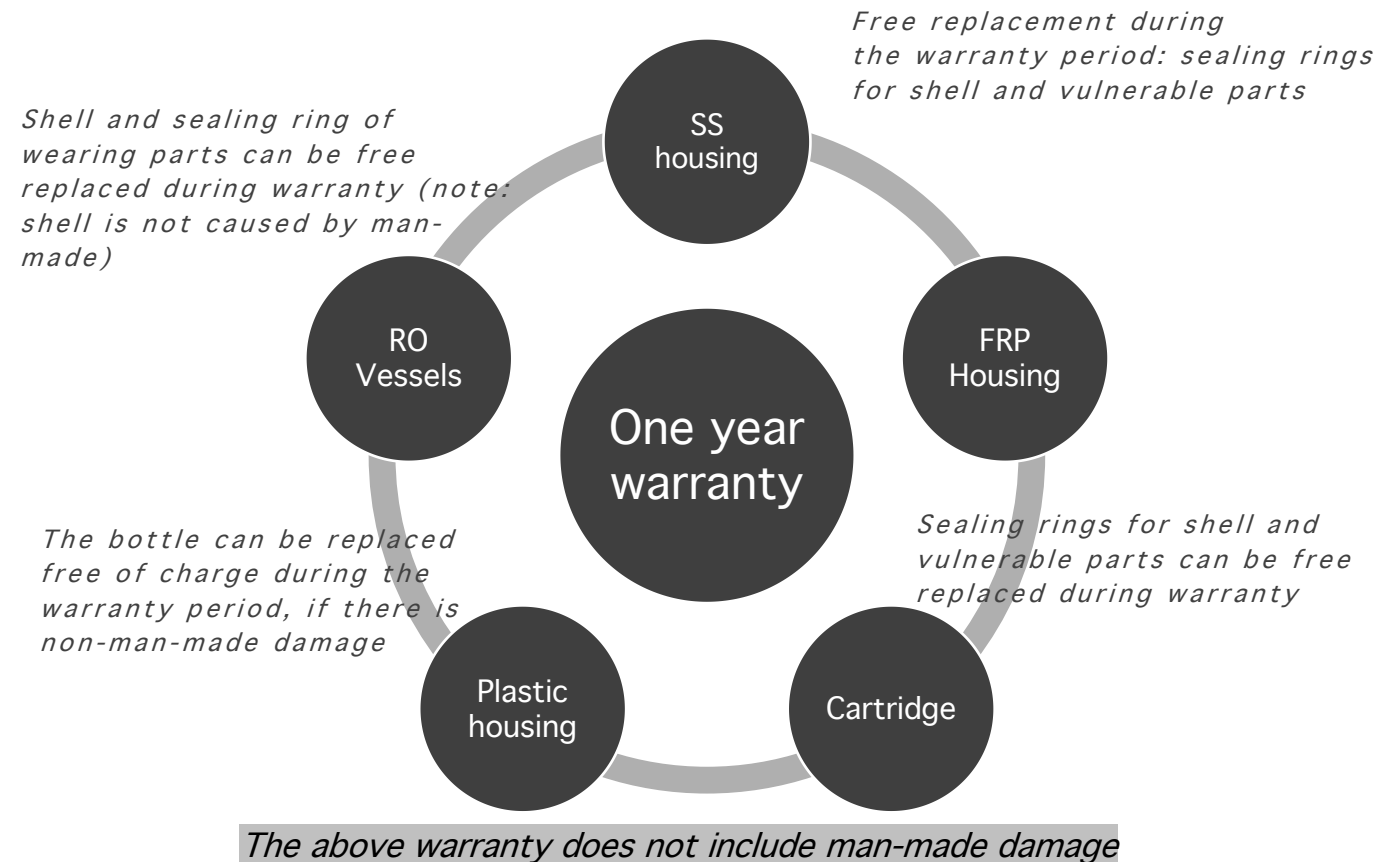 Free replacement during
the warranty period: sealing rings
for shell and vulnerable parts
Shell and sealing ring of
wearing parts can be free
replaced during warranty (note:
shell is not caused by man-
made)
SS
housing
RO
Vessels
FRP
Housing
One year
warranty
The bottle can be replaced
free of charge during the
warranty period, if there is
non-man-made damage
Sealing rings for shell and
vulnerable parts can be free
replaced during warranty
Plastic
housing
Cartridge
The above warranty does not include man-made damage